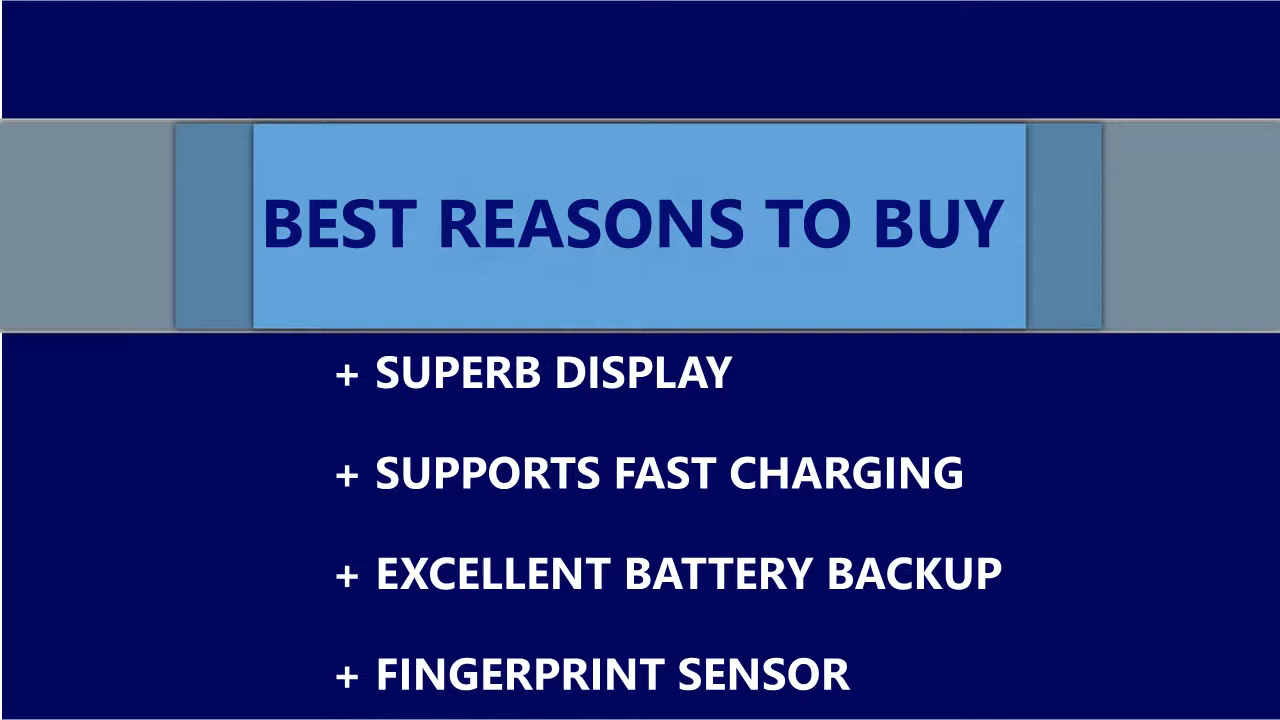 BEST REASONS TO BUY
+ SUPERB DISPLAY
+ SUPPORTS FAST CHARGING
+ EXCELLENT BATTERY BACKUP
+ FINGERPRINT SENSOR